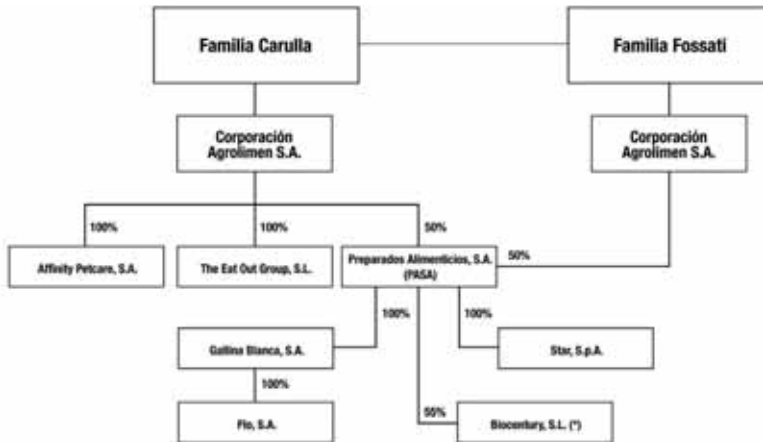 Familia Carulla
Familia Fossati
Corporación
Agrolimen S.A.
Corporación
Agrolimen S.A.
100%
100%
50%
Affinity Petcare, S.A.
The Eat Out Group, S.L.
Preparados Alimenticios, S.A.
(PASA)
50%
100%
100%
Gallina Blanca, S.A.
Star, S.p.A.
100%
55%
Flo, S.A.
Biocentury, S.L. (*)